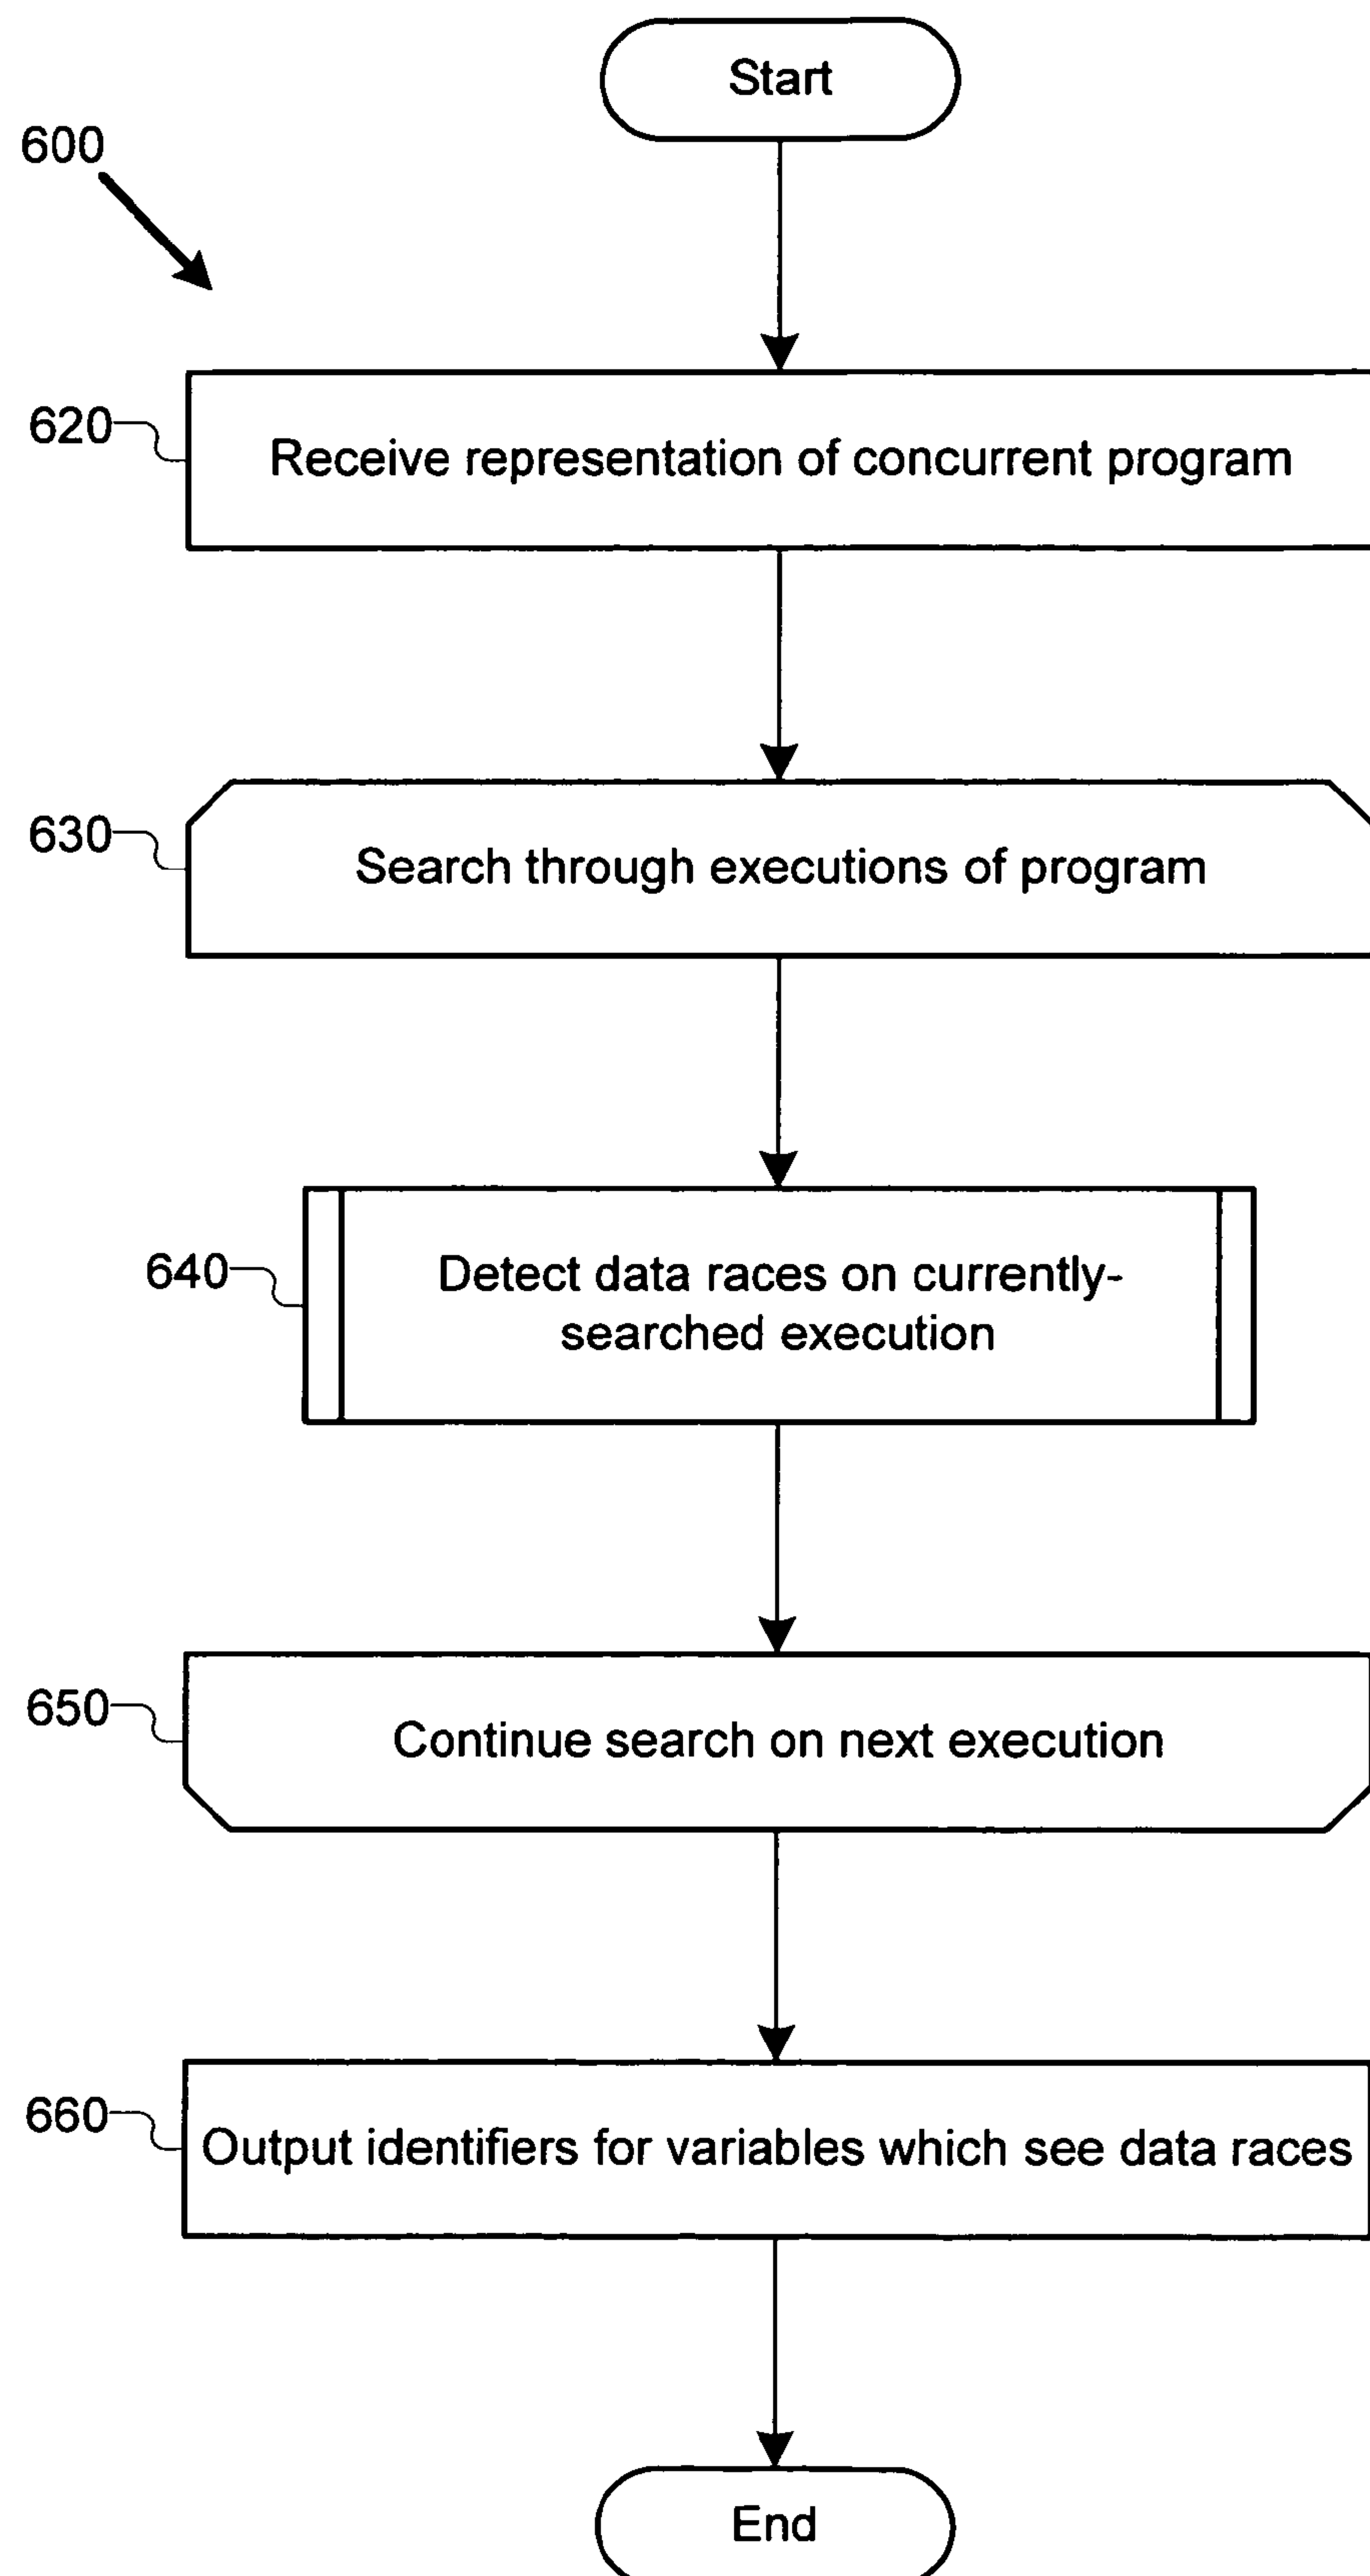 Start
600
620
Receive representation of concurrent program
630
Search through executions of program
640
Detect data races on currently-
searched execution
650
Continue search on next execution
660
Output identifiers for variables which see data races
End